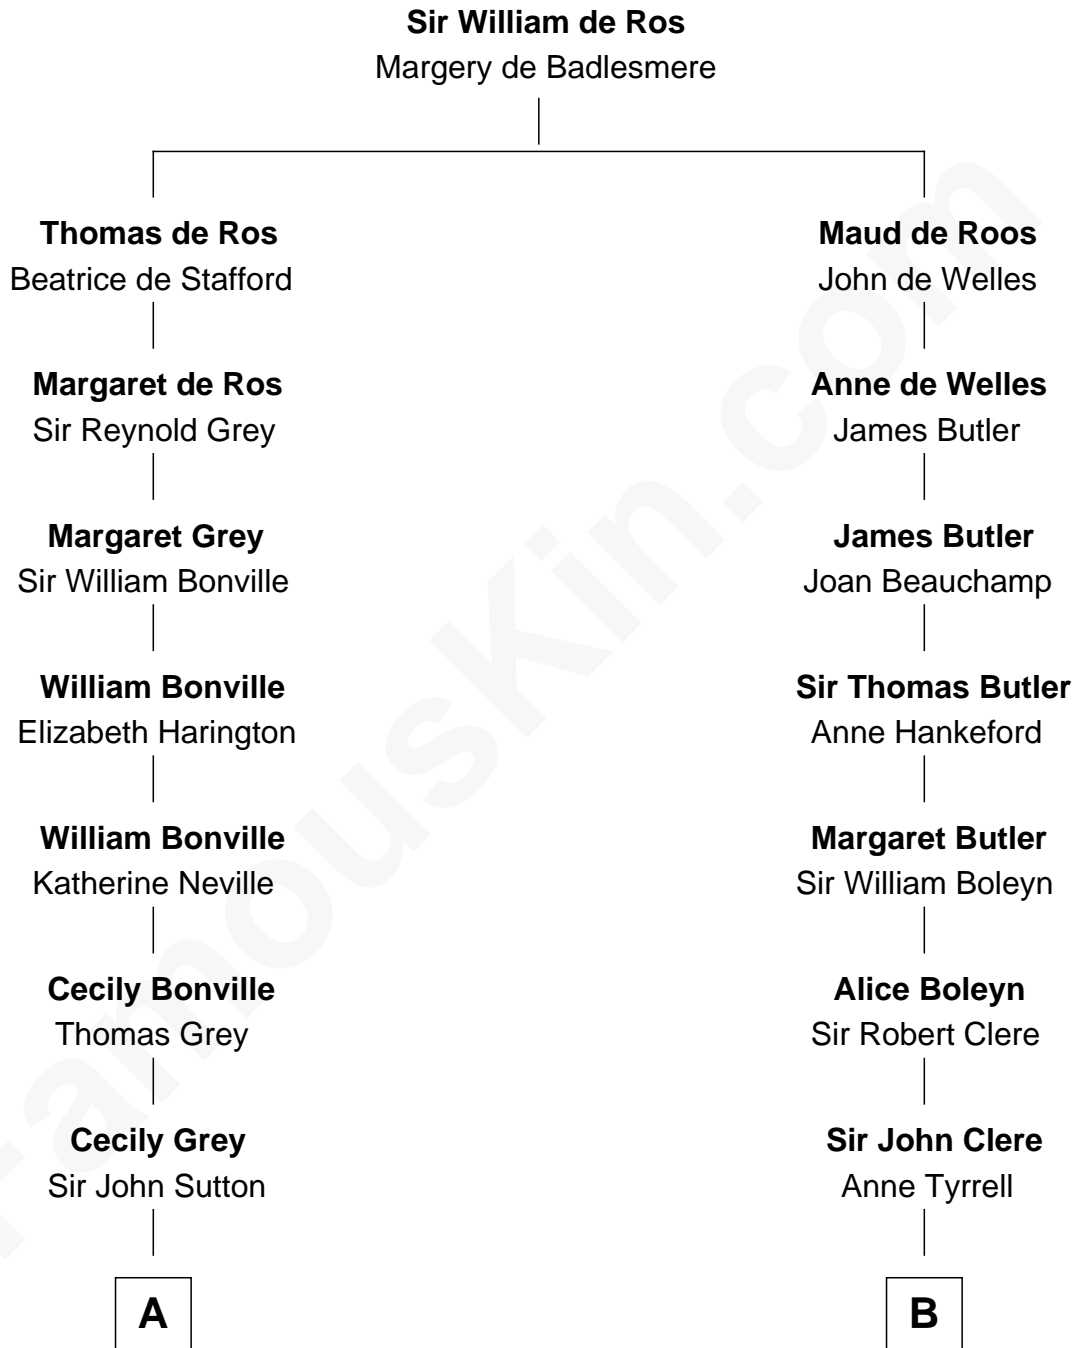 Sir William de Ros
Margery de Badlesmere
Thomas de Ros
Beatrice de Stafford
Maud de Roos
John de Welles
Margaret de Ros
Sir Reynold Grey
Anne de Welles
James Butler
Margaret Grey
Sir William Bonville
James Butler
Joan Beauchamp
William Bonville
Elizabeth Harington
Sir Thomas Butler
Anne Hankeford
William Bonville
Katherine Neville
Margaret Butler
Sir William Boleyn
Cecily Bonville
Thomas Grey
Alice Boleyn
Sir Robert Clere
Cecily Grey
Sir John Sutton
Sir John Clere
Anne Tyrrell
A
B
FamousKin.com